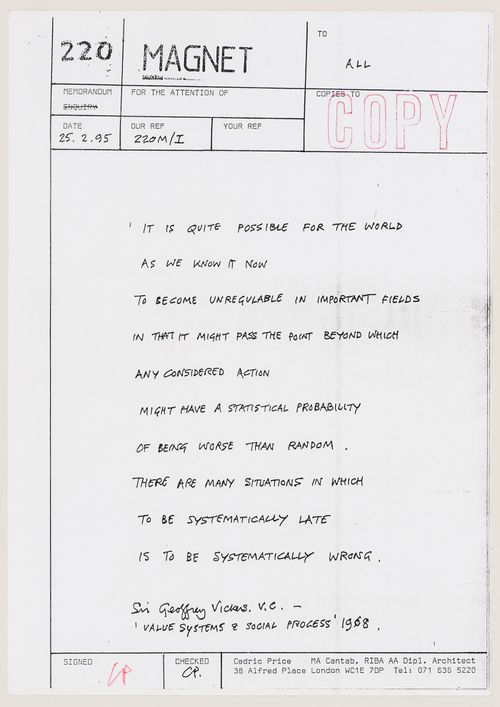 220 MAGNET
TO
ALL
MEMORANDUM
ENQUIRY
FOR THE ATTENTION OF
COPIES TO
COPY
DATE
25.2.95
OUR REF
220M/I
YOUR REF
' IT IS QUITE POSSIBLE FOR THE WORLD
AS WE KNOW IT NOW
TO BECOME UNREGULABLE IN IMPORTANT FIELDS
IN THAT IT MIGHT PASS THE POINT BEYOND WHICH
ANY CONSIDERED ACTION
MIGHT HAVE A STATISTICAL PROBABILITY
OF BEING WORSE THAN RANDOM .
THERE ARE MANY SITUATIONS IN WHICH
TO BE SYSTEMATICALLY LATE
IS TO BE SYSTEMATICALLY WRONG .
Sir Geoffrey Vickers. V.C. –
' VALUE SYSTEMS & SOCIAL PROCESS ' 1968 .
SIGNED
CP
CHECKED
CP.
Cedric Price MA Cantab, RIBA AA Dipl. Architect
38 Alfred Place London WC1E 7DP Tel: 071 636 5220